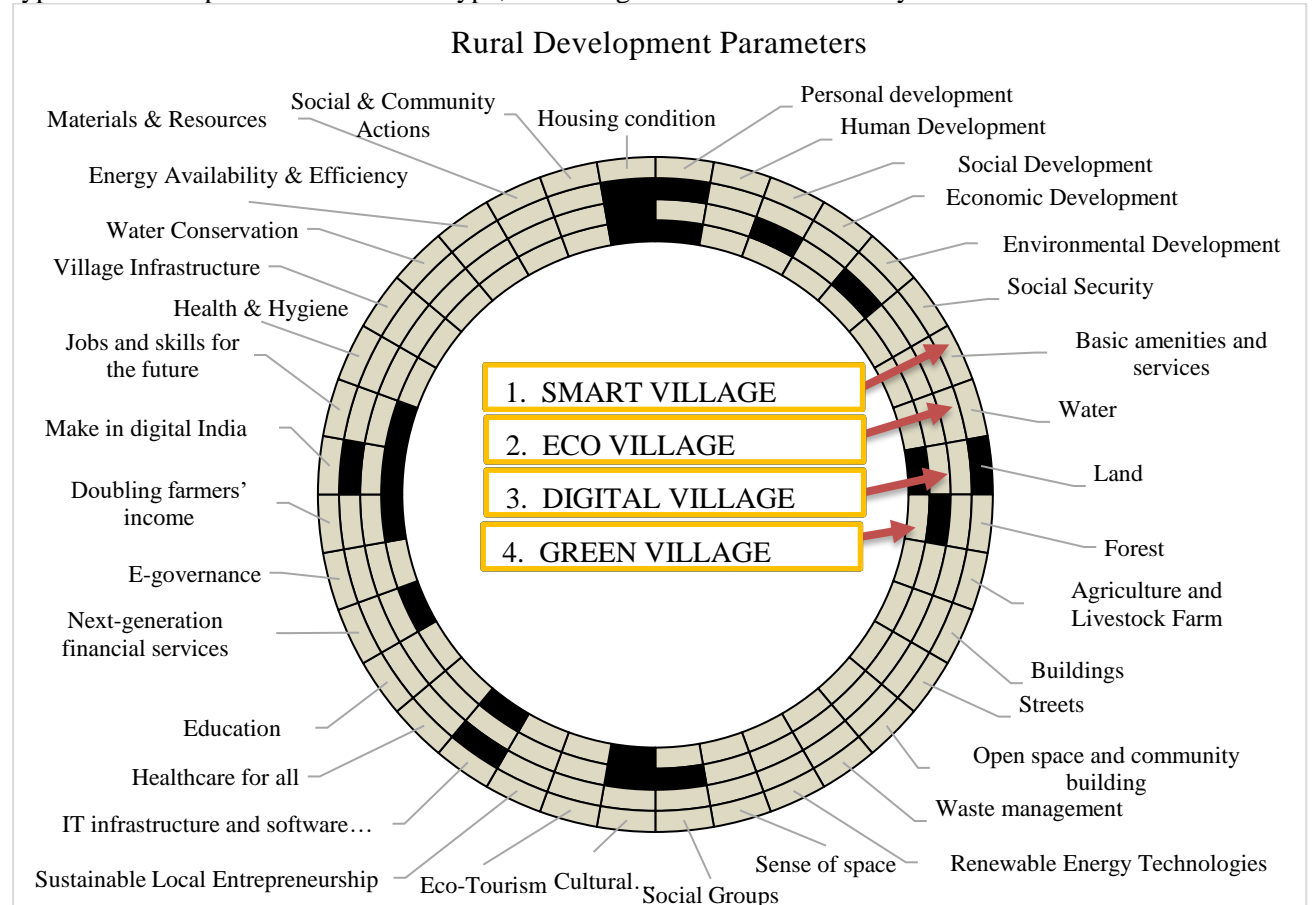 Rural Development Parameters
Personal development
Human Development
Social Development
Economic Development
Environmental Development
Social Security
Basic amenities and
services
Water
Land
Forest
Agriculture and
Livestock Farm
Buildings
Streets
Open space and community
building
Waste management
Renewable Energy Technologies
Sense of space
Social Groups
Cultural…
Eco-Tourism
Sustainable Local Entrepreneurship
IT infrastructure and software…
Healthcare for all
Education
Next-generation
financial services
E-governance
Doubling farmers’
income
Make in digital India
Jobs and skills for
the future
Health & Hygiene
Village Infrastructure
Water Conservation
Energy Availability & Efficiency
Materials & Resources
Social & Community
Actions
Housing condition
1. SMART VILLAGE
2. ECO VILLAGE
3. DIGITAL VILLAGE
4. GREEN VILLAGE